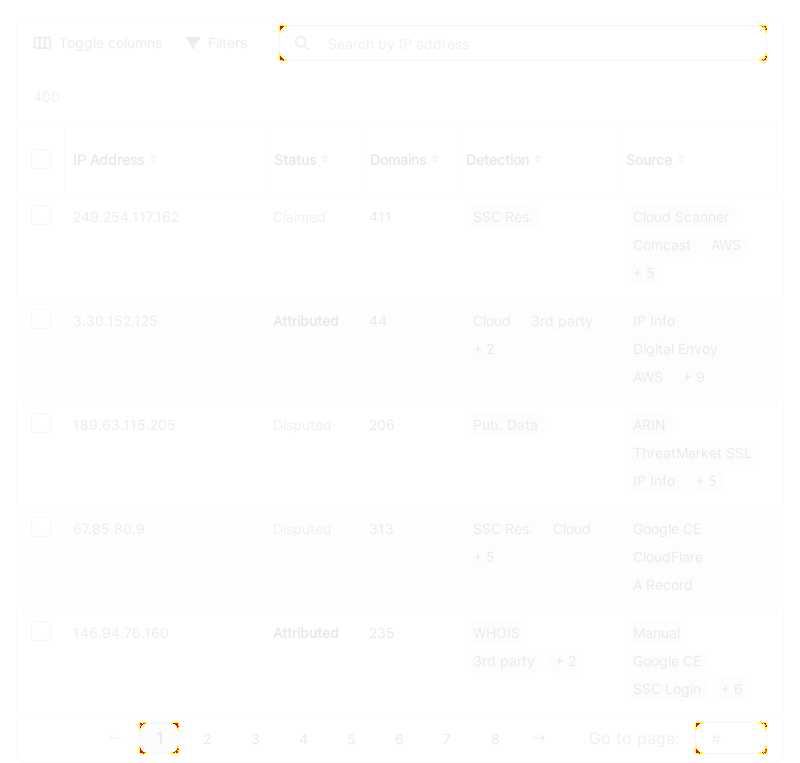 Toggle columns Filters Search by IP address
400
IP Address Status Domains Detection Source
249.254.117.162 Claimed 411 SSC Res. Cloud Scanner
Comcast AWS
+ 5
3.30.152.125 Attributed 44 Cloud 3rd party IP Info
+ 2 Digital Envoy
AWS + 9
189.63.115.205 Disputed 206 Pub. Data ARIN
ThreatMarket SSL
IP Info + 5
67.85.80.9 Disputed 313 SSC Res. Cloud Google CE
+ 5 CloudFlare
A Record
146.94.76.160 Attributed 235 WHOIS Manual
3rd party + 2 Google CE
SSC Login + 6
← 1 2 3 4 5 6 7 8 → Go to page: #